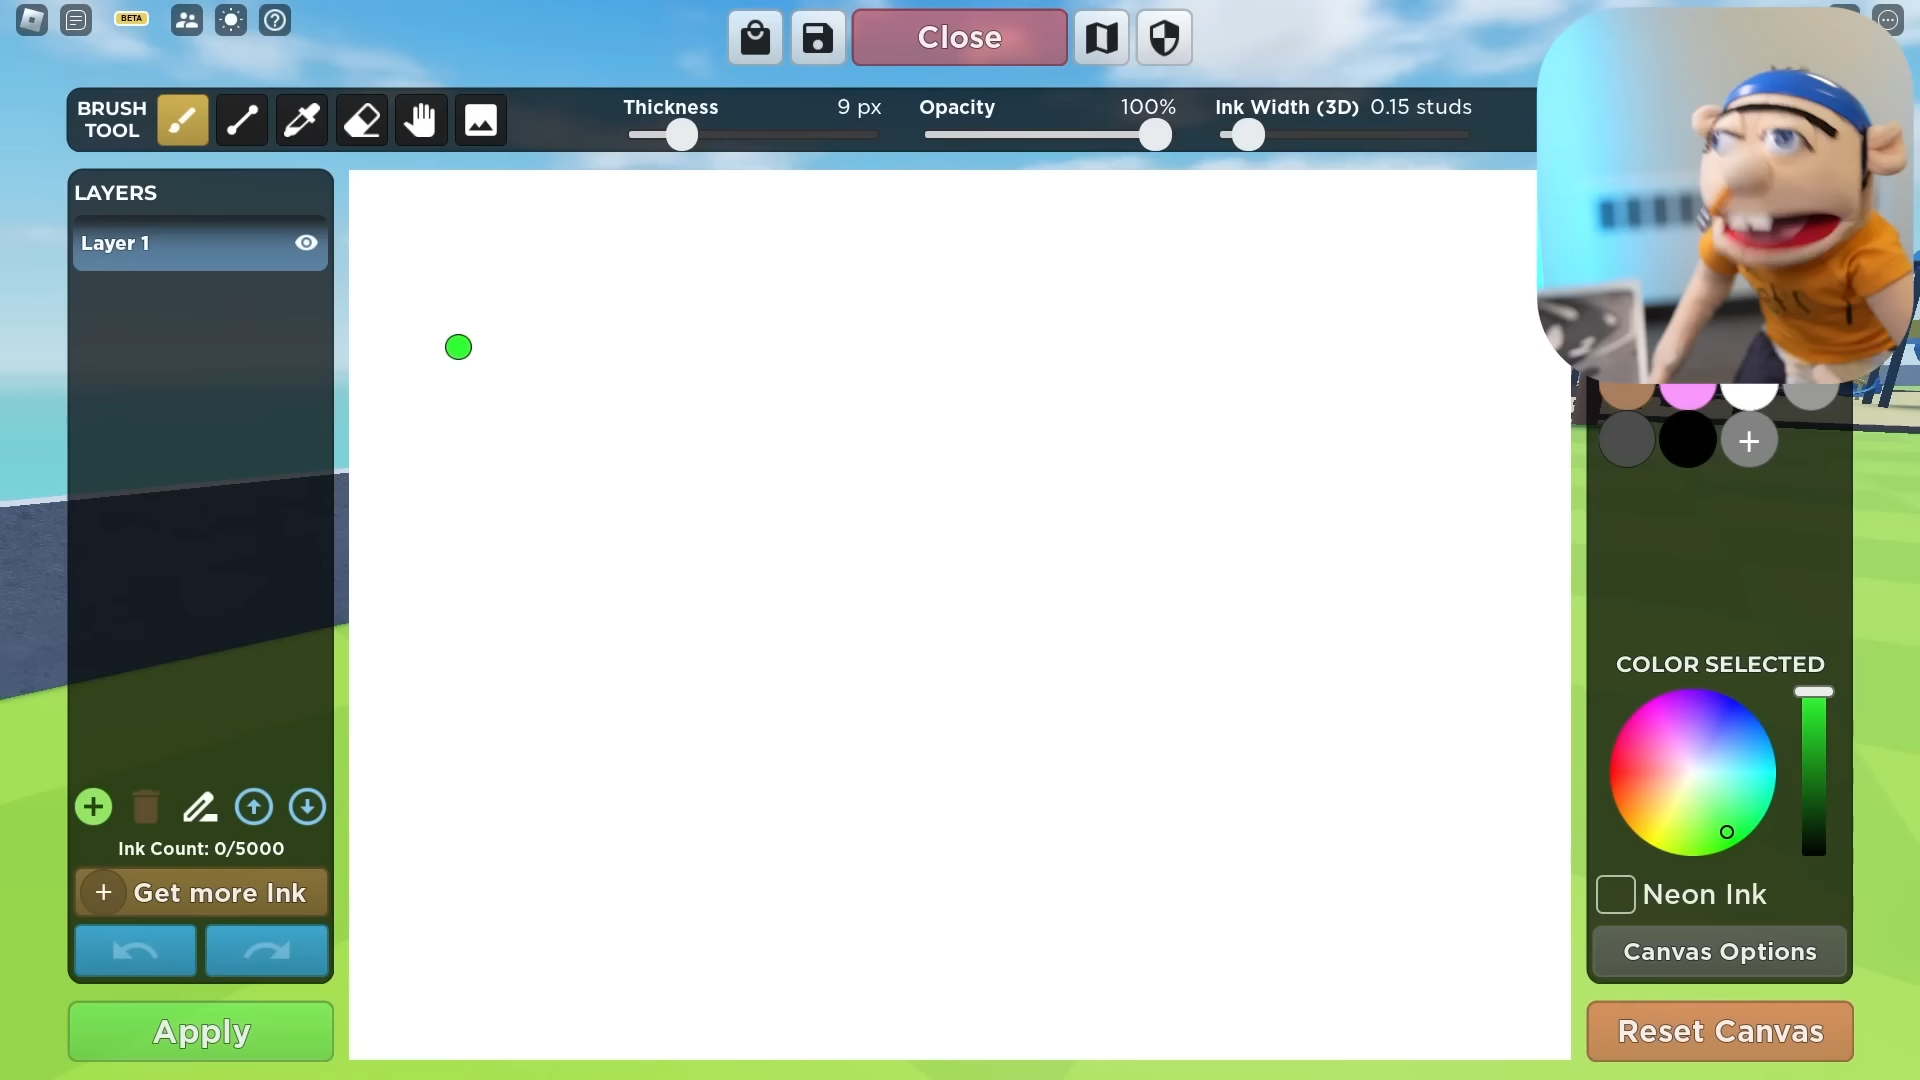 BETA
Close
BRUSH
TOOL
Thickness 9 px
Opacity 100%
Ink Width (3D) 0.15 studs
LAYERS
Layer 1
COLOR SELECTED
Ink Count: 0/5000
+ Get more Ink
Neon Ink
Canvas Options
Apply
Reset Canvas